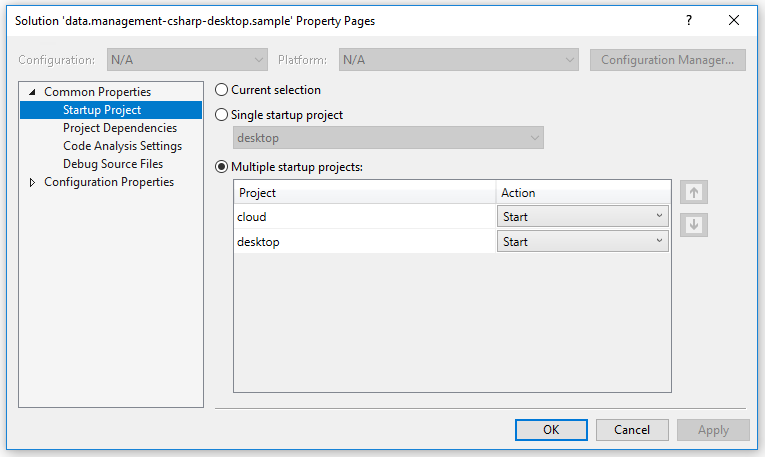 Solution 'data.management-csharp-desktop.sample' Property Pages ?
Configuration: N/A Platform: N/A Configuration Manager...
Common Properties
Startup Project
Project Dependencies
Code Analysis Settings
Debug Source Files
Configuration Properties
Current selection
Single startup project
desktop
Multiple startup projects:
Project Action
cloud Start
desktop Start
OK Cancel Apply